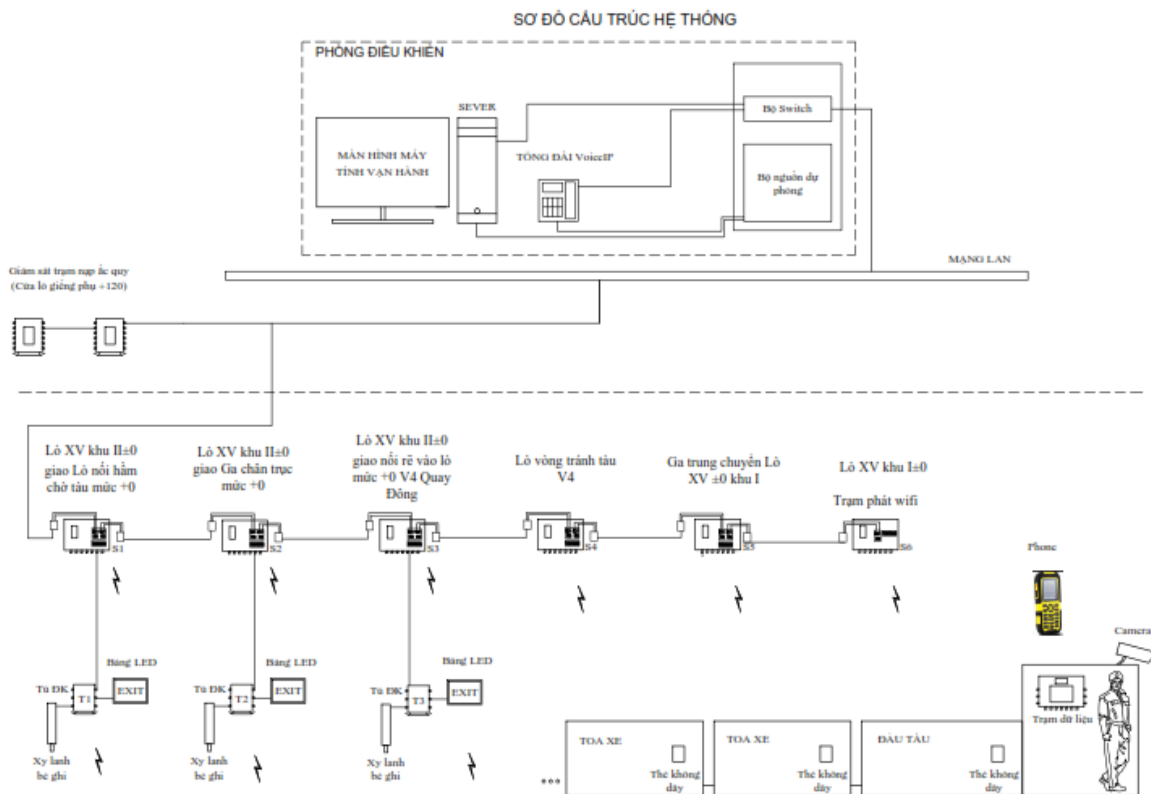 SƠ ĐỒ CẤU TRÚC HỆ THỐNG
PHÒNG ĐIỀU KHIỂN
SEVER
MÀN HÌNH MÁY
TÍNH VẬN HÀNH
TỔNG ĐÀI VoiceIP
Bộ Switch
Bộ nguồn dự
phòng
MẠNG LAN
Giám sát trạm nạp ắc quy
(Cửa lò giếng phụ +120)
Lò XV khu II±0
giao Lò nối hầm
chờ tàu mức +0
Lò XV khu II±0
giao Ga chân trục
mức +0
Lò XV khu II±0
giao nối rẽ vào lò
mức +0 V4 Quay
Đông
Lò vòng tránh tàu
V4
Ga trung chuyển Lò
XV ±0 khu I
Lò XV khu I±0
Trạm phát wifi
S1
S2
S3
S4
S5
S6
Phone
Camera
Bảng LED
Tủ ĐK
T1
EXIT
Xy lanh
bẻ ghi
Bảng LED
Tủ ĐK
T2
EXIT
Xy lanh
bẻ ghi
Bảng LED
Tủ ĐK
T3
EXIT
Xy lanh
bẻ ghi
TOA XE
Thẻ không
dây
TOA XE
Thẻ không
dây
ĐẦU TÀU
Thẻ không
dây
Trạm dữ liệu